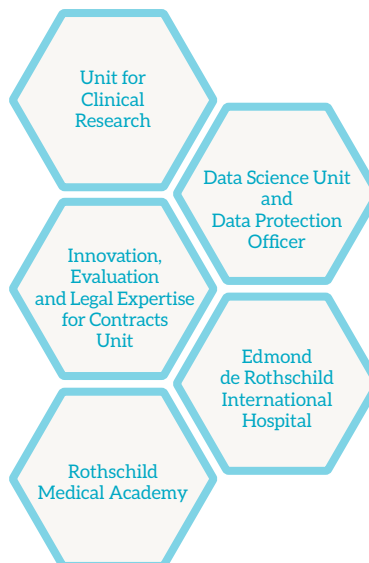 Unit for
Clinical
Research
Data Science Unit
and
Data Protection
Officer
Innovation,
Evaluation
and Legal Expertise
for Contracts
Unit
Edmond
de Rothschild
International
Hospital
Rothschild
Medical Academy